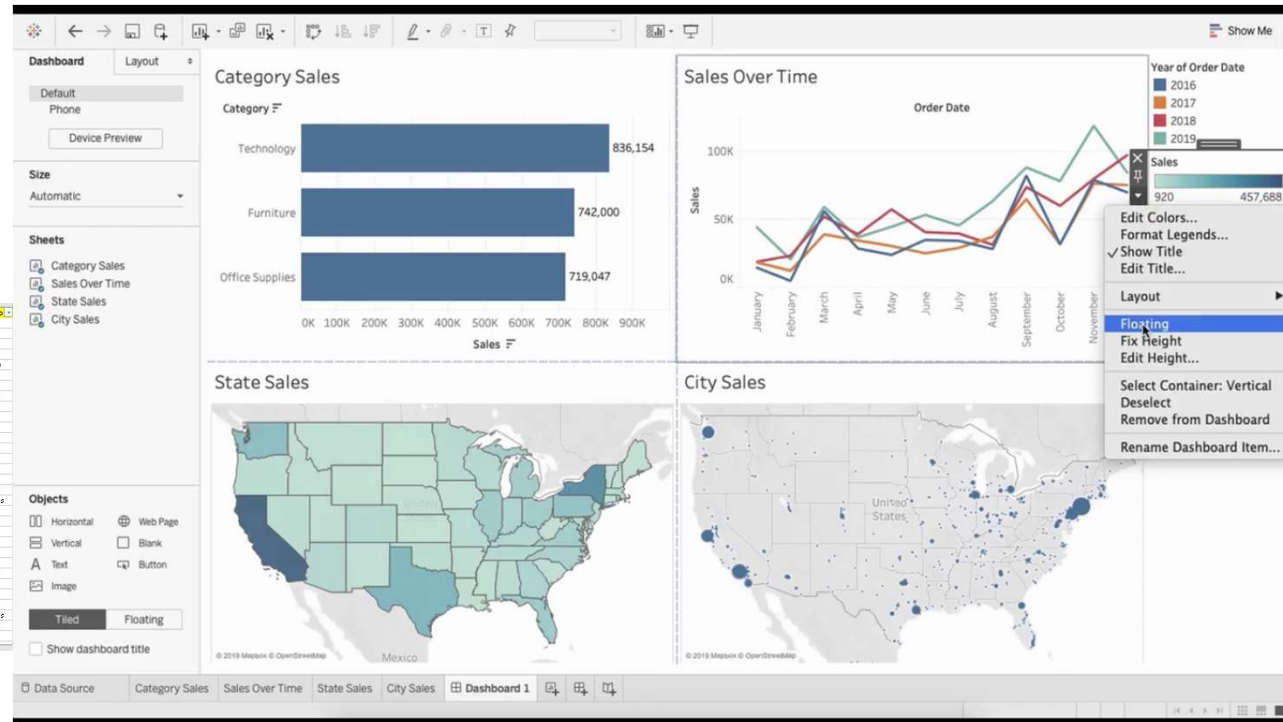 Show Me
Dashboard
Layout
Default
Phone
Device Preview
Size
Automatic
Sheets
Category Sales
Sales Over Time
State Sales
City Sales
Objects
Horizontal
Web Page
Vertical
Blank
A Text
Button
Image
Tiled
Floating
Show dashboard title
Category Sales
Category
Technology
836,154
Furniture
742,000
Office Supplies
719,047
0K 100K 200K 300K 400K 500K 600K 700K 800K 900K
Sales
Sales Over Time
Order Date
100K
50K
0K
Sales
January
February
March
April
May
June
July
August
September
October
November
Year of Order Date
2016
2017
2018
2019
Sales
920 457,688
Edit Colors...
Format Legends...
Show Title
Edit Title...
Layout
Floating
Fix Height
Edit Height...
Select Container: Vertical
Deselect
Remove from Dashboard
Rename Dashboard Item...
State Sales
United
States
Mexico
© 2019 Mapbox © OpenStreetMap
City Sales
United
States
© 2019 Mapbox © OpenStreetMap
Data Source
Category Sales
Sales Over Time
State Sales
City Sales
Dashboard 1